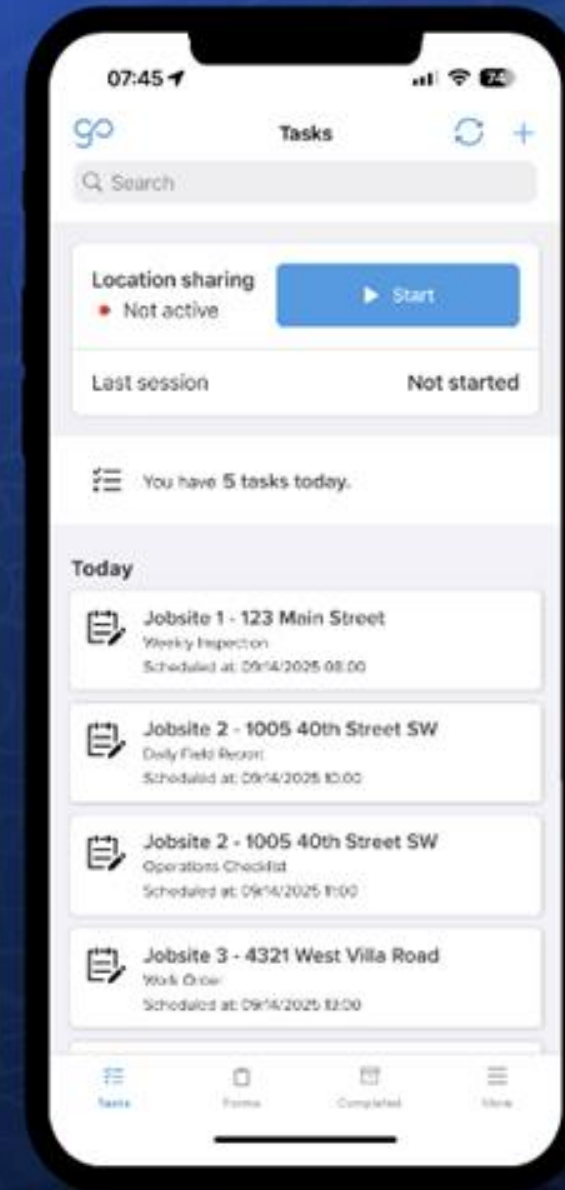 07:45
74
go
Tasks
+
Search
Location sharing
Start
Not active
Last session
Not started
You have 5 tasks today.
Today
Jobsite 1 - 123 Main Street
Weekly Inspection
Scheduled at: 09/14/2025 08:00
Jobsite 2 - 1005 40th Street SW
Daily Field Report
Scheduled at: 09/14/2025 10:00
Jobsite 2 - 1005 40th Street SW
Operations Checklist
Scheduled at: 09/14/2025 11:00
Jobsite 3 - 4321 West Villa Road
Work Order
Scheduled at: 09/14/2025
Tasks
Forms
Completed
More